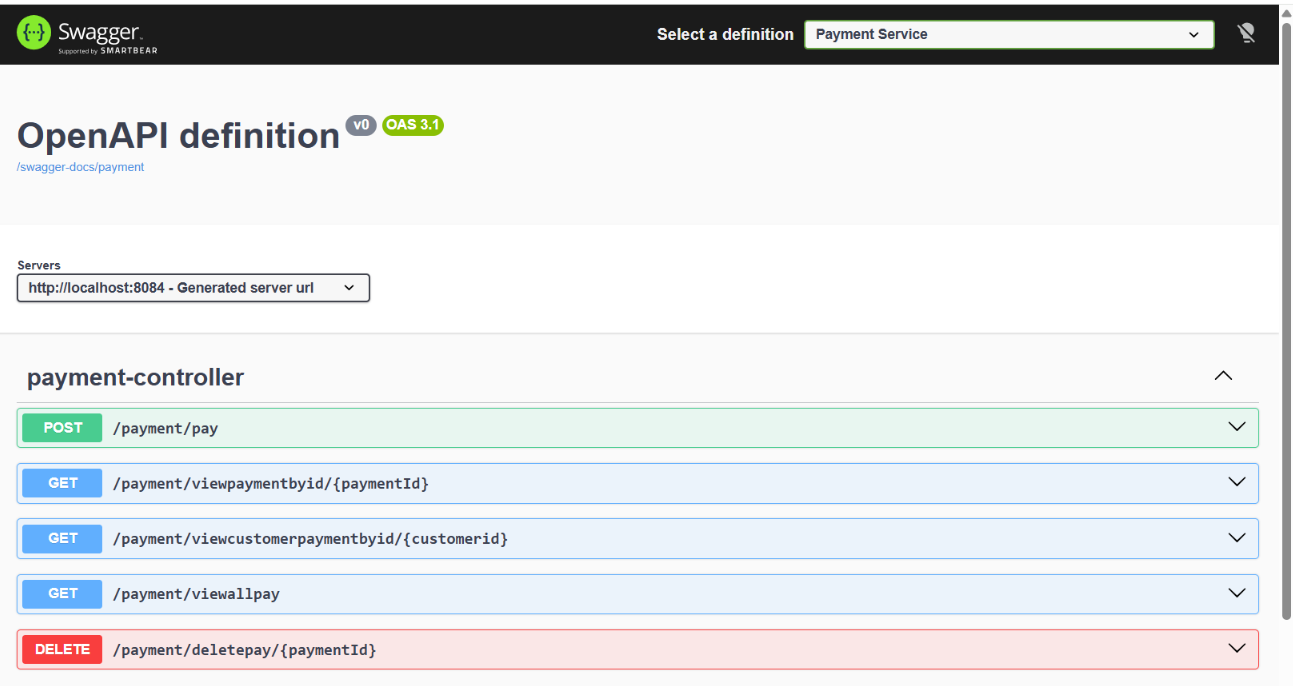 {···} Swagger.
Supported by SMARTBEAR
Select a definition Payment Service
OpenAPI definition v0 OAS 3.1
/swagger-docs/payment
Servers
http://localhost:8084 - Generated server url
payment-controller
POST /payment/pay
GET /payment/viewpaymentbyid/{paymentId}
GET /payment/viewcustomerpaymentbyid/{customerid}
GET /payment/viewallpay
DELETE /payment/deletepay/{paymentId}